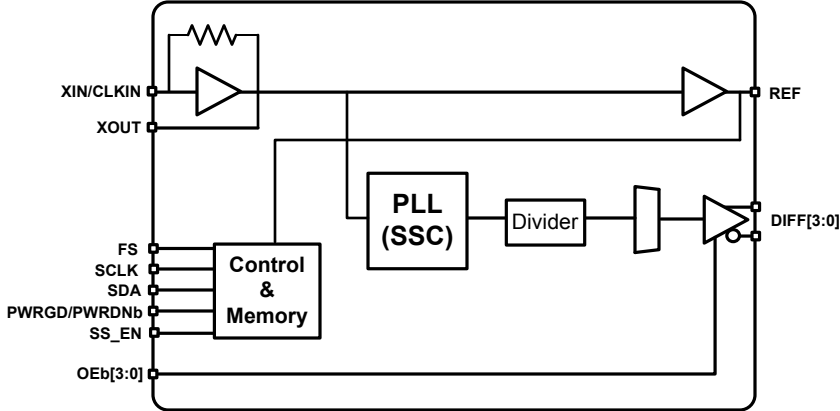 XIN/CLKIN
XOUT
REF
PLL
(SSC)
Divider
DIFF[3:0]
FS
SCLK
SDA
PWRGD/PWRDNb
SS_EN
OEb[3:0]
Control
&
Memory